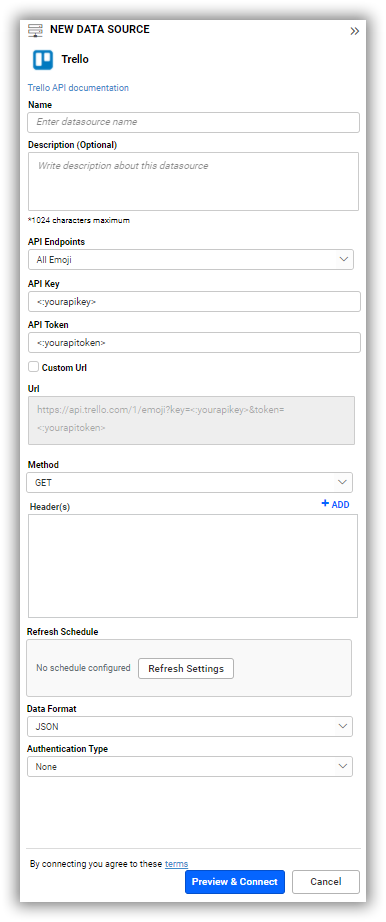 NEW DATA SOURCE
Trello
Trello API documentation
Name
Enter datasource name
Description (Optional)
Write description about this datasource
*1024 characters maximum
API Endpoints
All Emoji
API Key
<:yourapikey>
API Token
<:yourapitoken>
Custom Url
Url
https://api.trello.com/1/emoji?key=<:yourapikey>&token=
<:yourapitoken>
Method
GET
Header(s) + ADD
Refresh Schedule
No schedule configured Refresh Settings
Data Format
JSON
Authentication Type
None
By connecting you agree to these terms
Preview & Connect Cancel